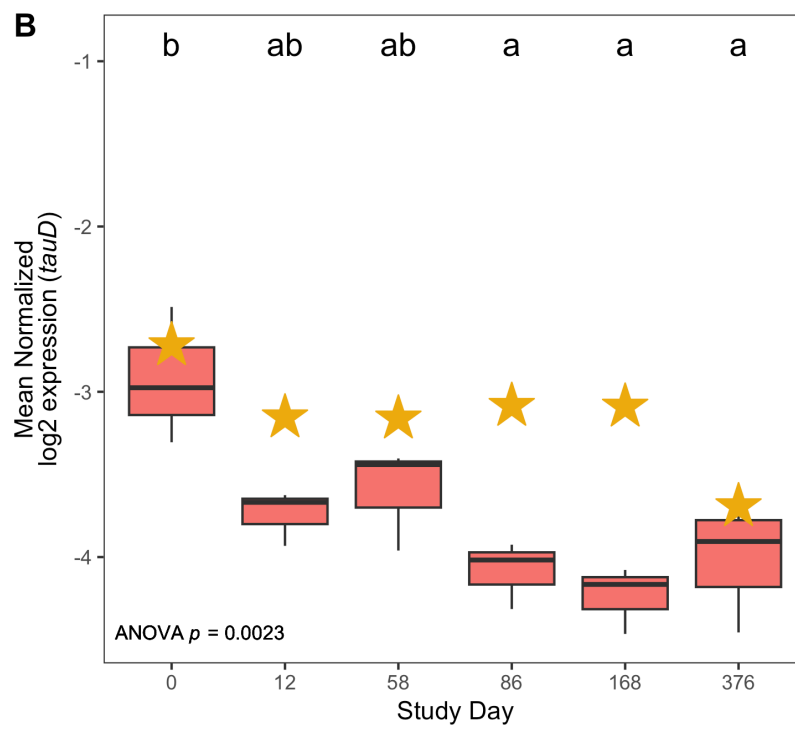 B
b ab ab a a a
-1
-2
-3
-4
Mean Normalized
log2 expression (tauD)
ANOVA p = 0.0023
0 12 58 86 168 376
Study Day